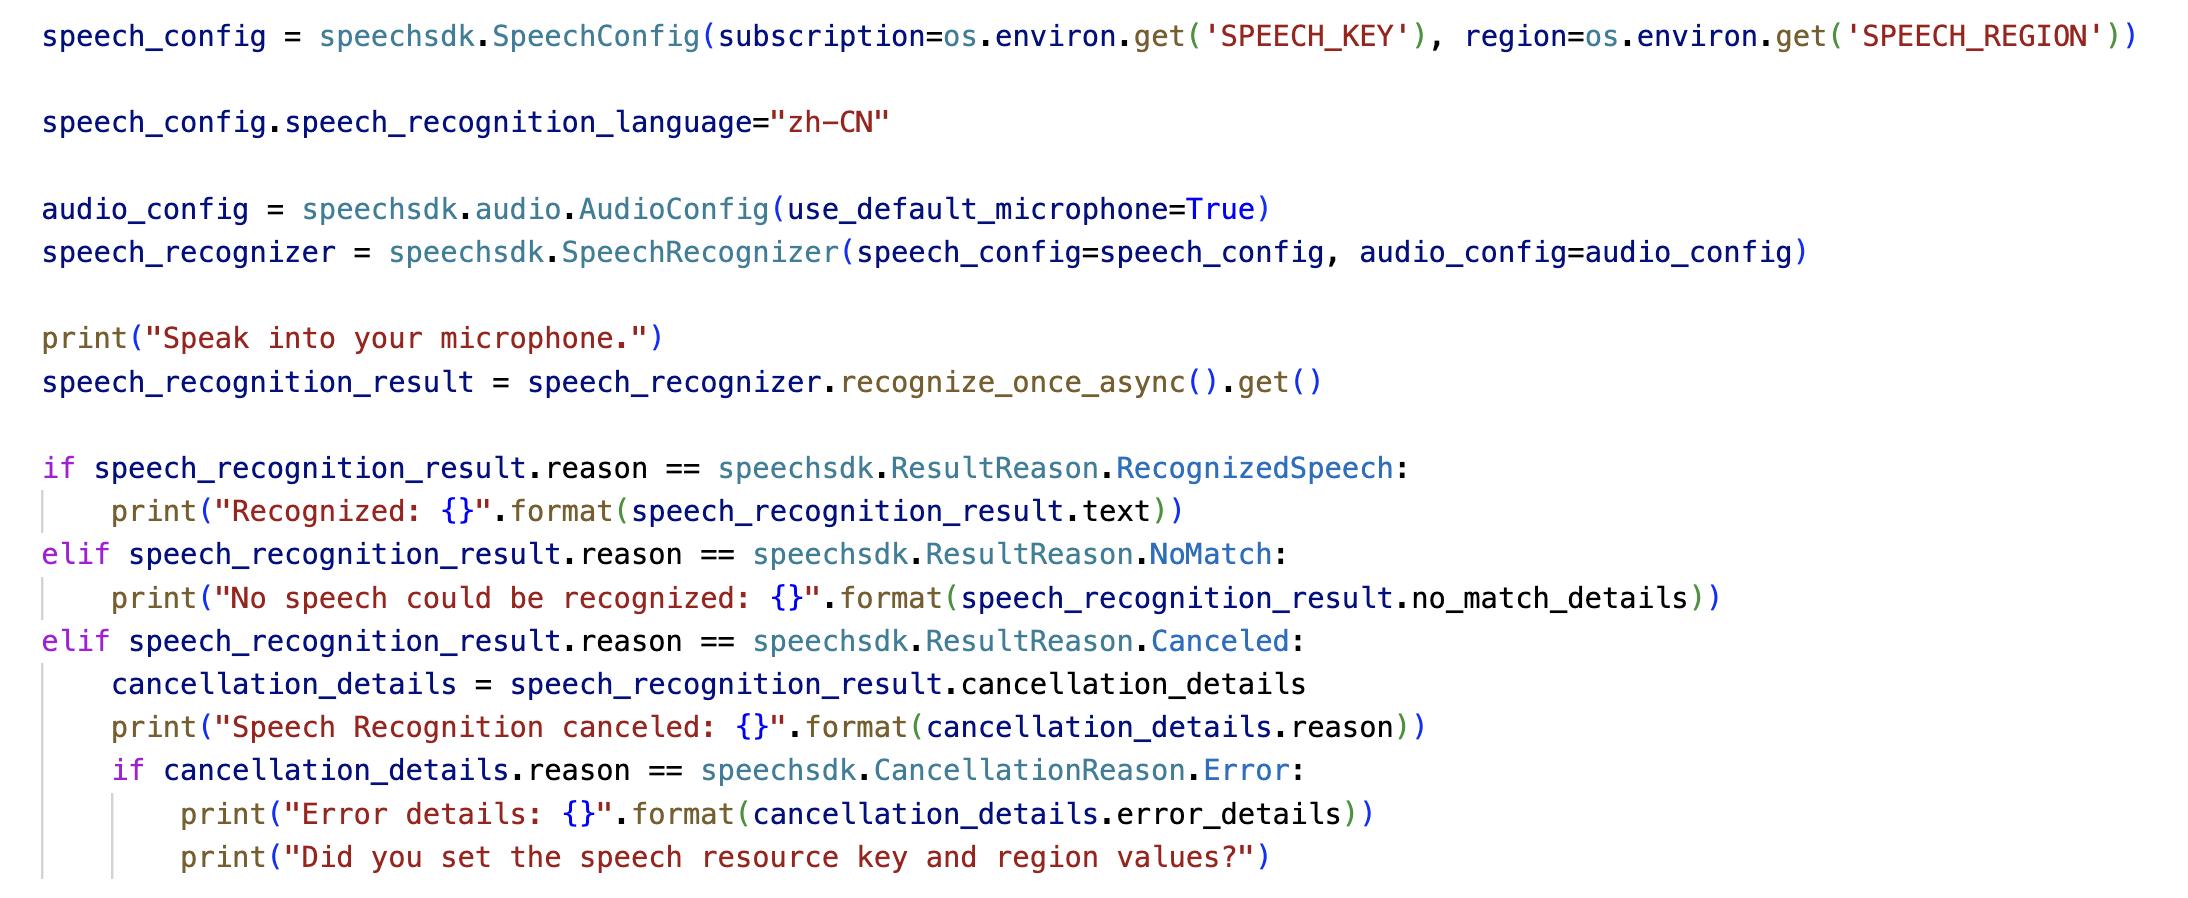 speech_config = speechsdk.SpeechConfig(subscription=os.environ.get('SPEECH_KEY'), region=os.environ.get('SPEECH_REGION'))
speech_config.speech_recognition_language="zh-CN"
audio_config = speechsdk.audio.AudioConfig(use_default_microphone=True)
speech_recognizer = speechsdk.SpeechRecognizer(speech_config=speech_config, audio_config=audio_config)
print("Speak into your microphone.")
speech_recognition_result = speech_recognizer.recognize_once_async().get()
if speech_recognition_result.reason == speechsdk.ResultReason.RecognizedSpeech:
    print("Recognized: {}".format(speech_recognition_result.text))
elif speech_recognition_result.reason == speechsdk.ResultReason.NoMatch:
    print("No speech could be recognized: {}".format(speech_recognition_result.no_match_details))
elif speech_recognition_result.reason == speechsdk.ResultReason.Canceled:
    cancellation_details = speech_recognition_result.cancellation_details
    print("Speech Recognition canceled: {}".format(cancellation_details.reason))
    if cancellation_details.reason == speechsdk.CancellationReason.Error:
        print("Error details: {}".format(cancellation_details.error_details))
        print("Did you set the speech resource key and region values?")